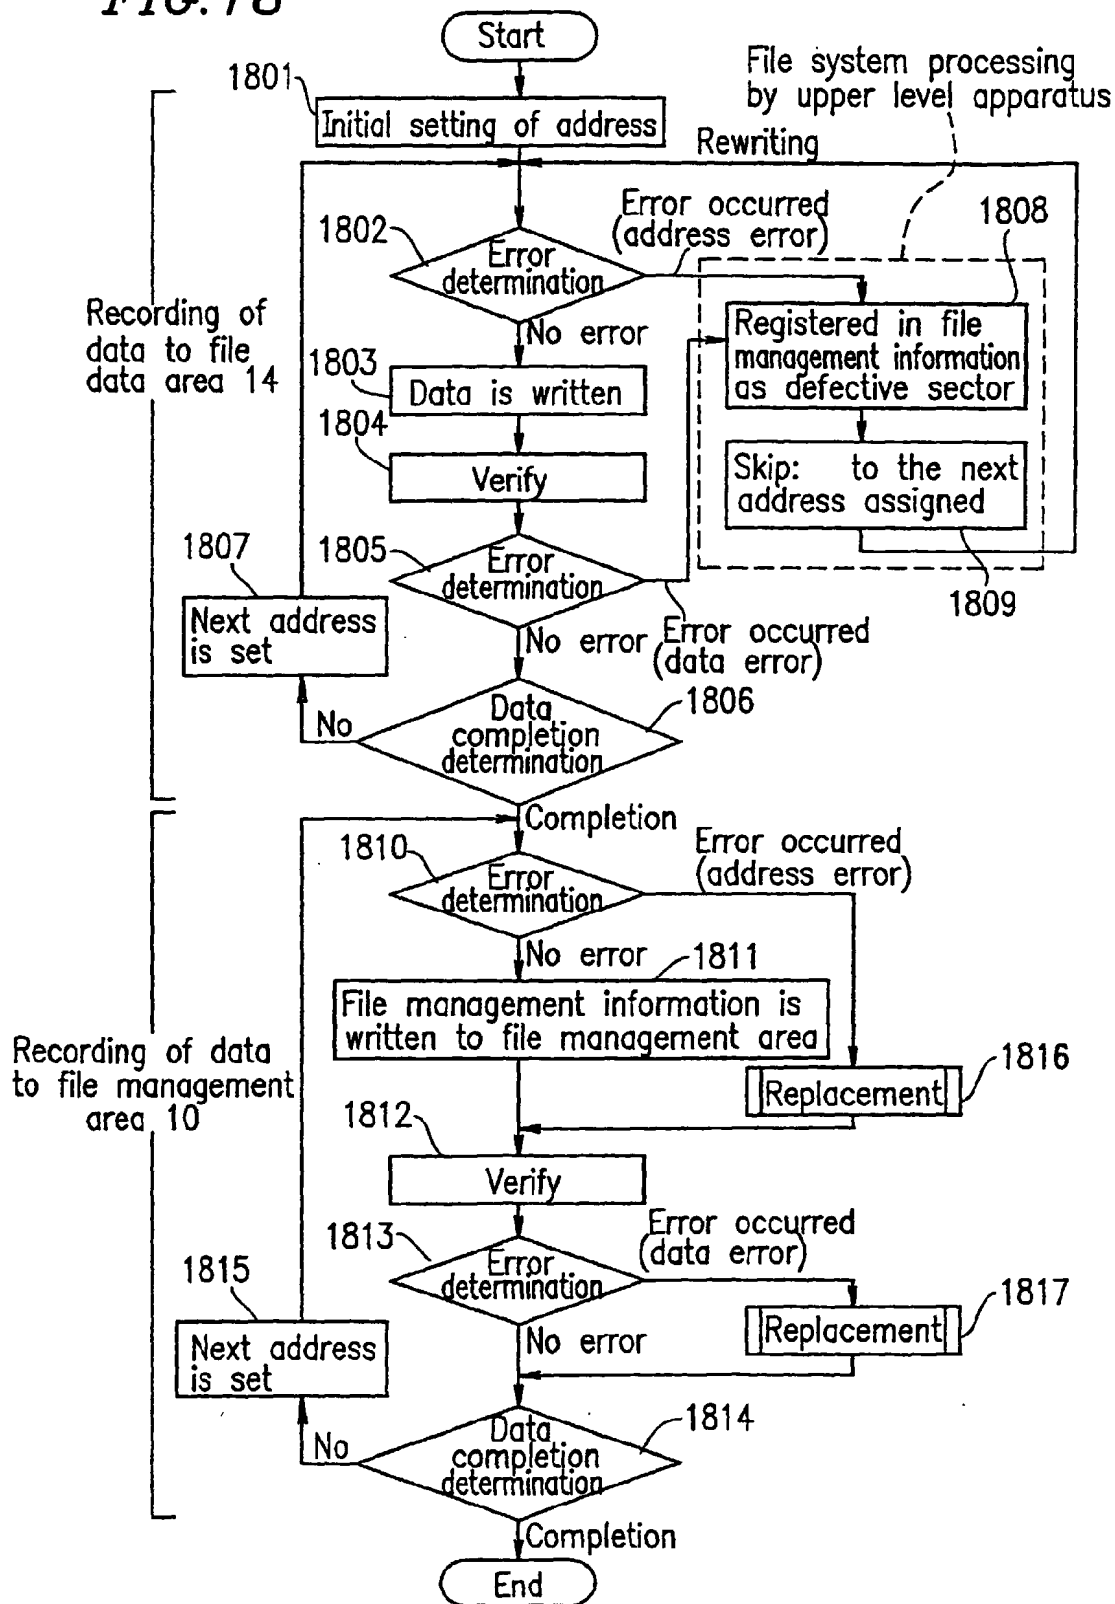 FIG. 18
Start
1801
Initial setting of address
File system processing
by upper level apparatus
Rewriting
1802
Error
determination
Error occurred
(address error)
1808
No error
Registered in file
management information
as defective sector
Recording of
data to file
data area 14
1803
Data is written
1804
Verify
Skip: to the next
address assigned
1805
Error
determination
1809
1807
Next address
is set
No error
Error occurred
(data error)
1806
Data
completion
determination
No
Completion
1810
Error
determination
Error occurred
(address error)
No error
1811
File management information is
written to file management area
Recording of data
to file management
area 10
Replacement
1816
1812
Verify
1813
Error
determination
Error occurred
(data error)
1815
Next address
is set
No error
Replacement
1817
1814
Data
completion
determination
No
Completion
End